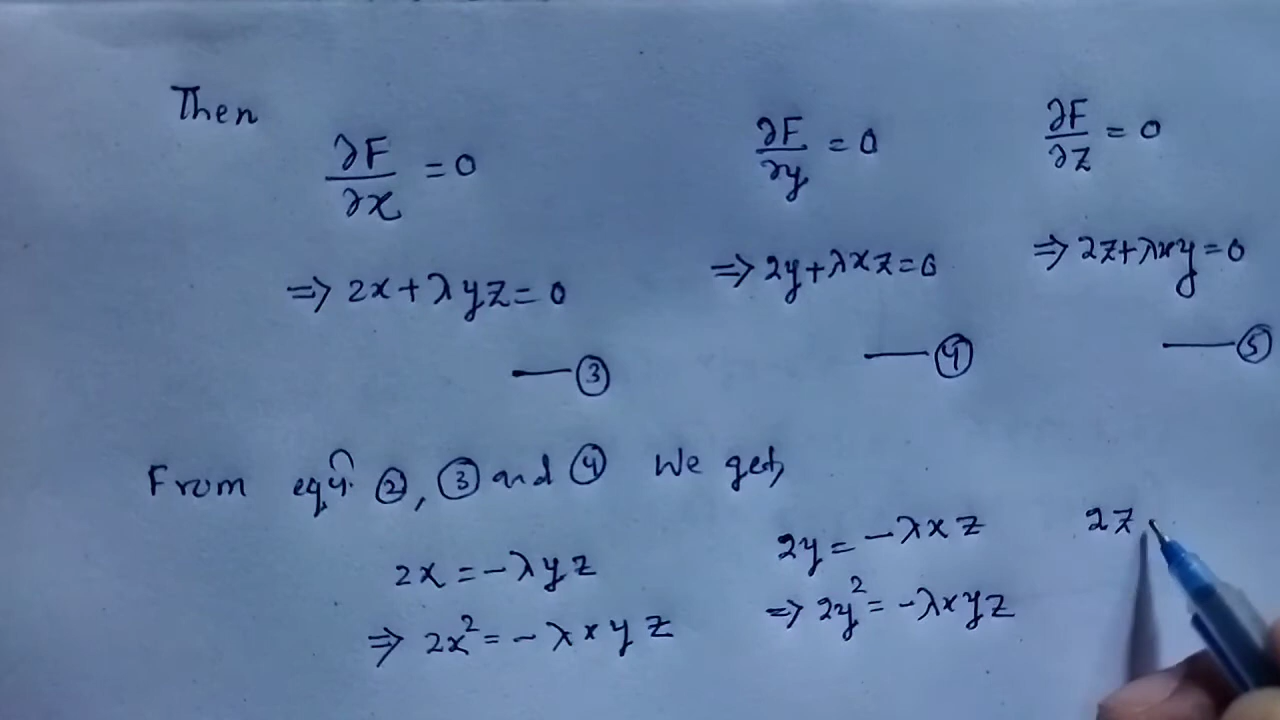 Then
∂F/∂x = 0    ∂F/∂y = 0    ∂F/∂z = 0
⇒ 2x + λyz = 0    ⇒ 2y + λxz = 0    ⇒ 2z + λxy = 0
—③    —④    —⑤
From eqn. ②, ③ and ④ We get,
2x = -λyz    2y = -λxz    2z
⇒ 2x² = -λxyz    ⇒ 2y² = -λxyz